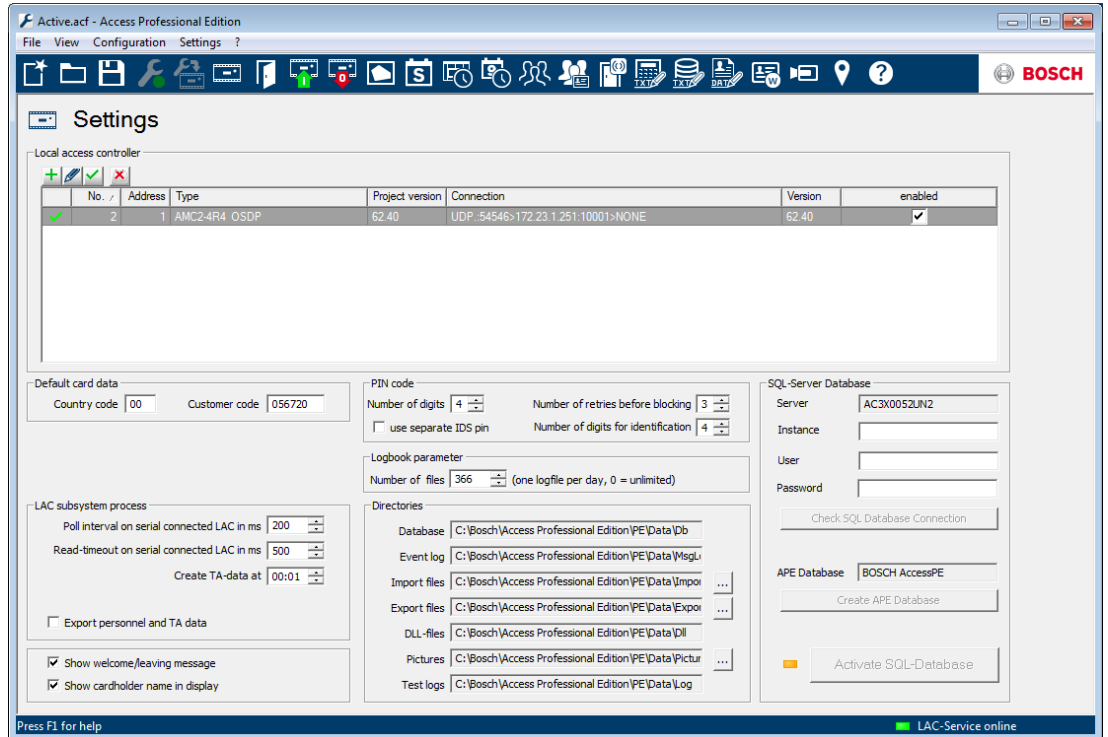 Active.acf - Access Professional Edition
File View Configuration Settings ?
S TXT TXT DATA W ? BOSCH
Settings
Local access controller
No. Address Type Project version Connection Version enabled
2 1 AMC2-4R4 OSDP 62.40 UDP.:54546>172.23.1.251:10001>NONE 62.40
Default card data
Country code 00 Customer code 056720
PIN code
Number of digits 4 Number of retries before blocking 3
use separate IDS pin Number of digits for identification 4
Logbook parameter
Number of files 366 (one logfile per day, 0 = unlimited)
LAC subsystem process
Poll interval on serial connected LAC in ms 200
Read-timeout on serial connected LAC in ms 500
Create TA-data at 00:01
Export personnel and TA data
Show welcome/leaving message
Show cardholder name in display
Directories
Database C:\Bosch\Access Professional Edition\PE\Data\Db
Event log C:\Bosch\Access Professional Edition\PE\Data\MsgL
Import files C:\Bosch\Access Professional Edition\PE\Data\Impor ...
Export files C:\Bosch\Access Professional Edition\PE\Data\Expor ...
DLL-files C:\Bosch\Access Professional Edition\PE\Data\Dll
Pictures C:\Bosch\Access Professional Edition\PE\Data\Pictur ...
Test logs C:\Bosch\Access Professional Edition\PE\Data\Log
SQL-Server Database
Server AC3X0052UN2
Instance
User
Password
Check SQL Database Connection
APE Database BOSCH AccessPE
Create APE Database
Activate SQL-Database
Press F1 for help LAC-Service online